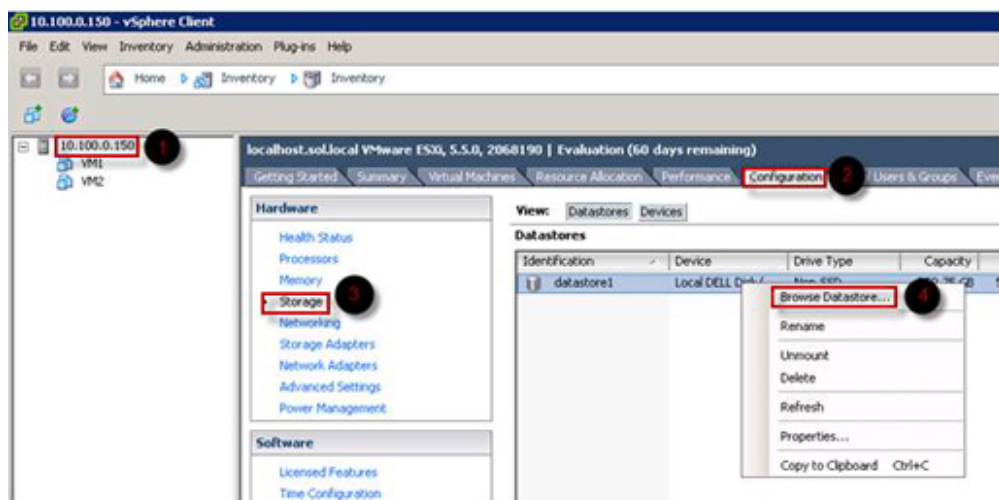 10.100.0.150 - vSphere Client
File Edit View Inventory Administration Plug-ins Help
Home Inventory Inventory
10.100.0.150 1
VM1
VM2
localhost.sol.local VMware ESXi, 5.5.0, 2068190 | Evaluation (60 days remaining)
Getting Started Summary Virtual Machines Resource Allocation Performance Configuration 2 Users & Groups
Hardware
Health Status
Processors
Memory
Storage 3
Networking
Storage Adapters
Network Adapters
Advanced Settings
Power Management
Software
Licensed Features
Time Configuration
View: Datastores Devices
Datastores
Identification Device Drive Type Capacity
datastore1 Local DELL Disk ( Non-SSD
Browse Datastore... 4
Rename
Unmount
Delete
Refresh
Properties...
Copy to Clipboard Ctrl+C